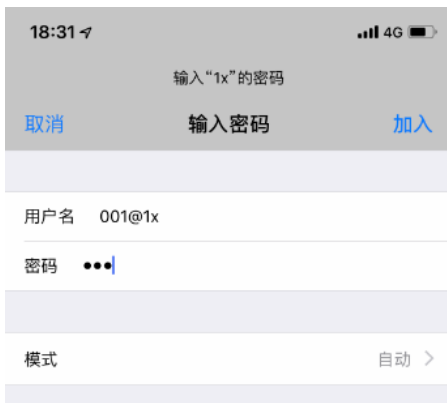 18:31 4G
输入“1x”的密码
取消 输入密码 加入
用户名 001@1x
密码 •••
模式 自动